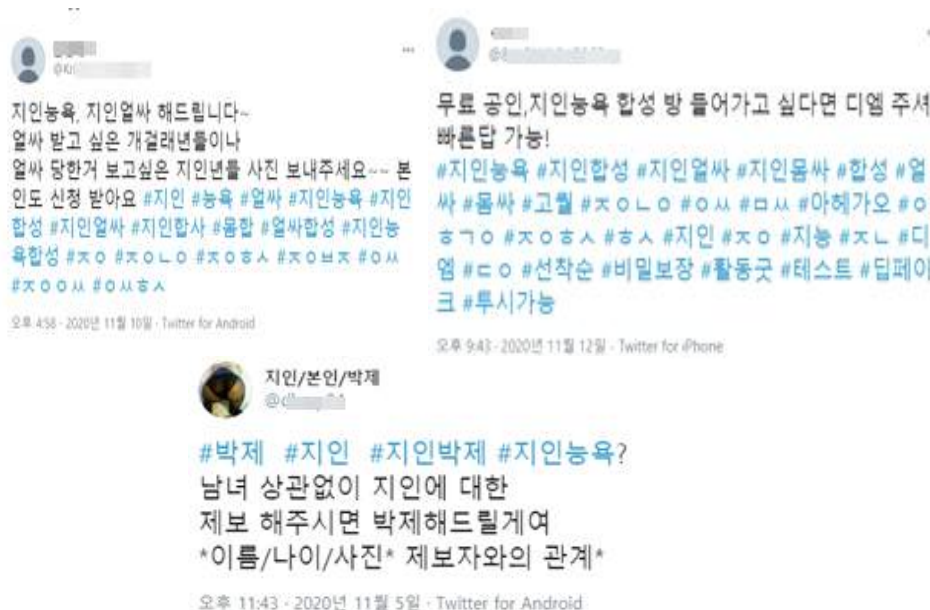 지인능욕, 지인얼싸 해드립니다~
얼싸 받고 싶은 개걸래년들이나
얼싸 당한거 보고싶은 지인년들 사진 보내주세요~~ 본
인도 신청 받아요 #지인 #능욕 #얼싸 #지인능욕 #지인
합성 #지인얼싸 #지인합사 #몸합 #얼싸합성 #지인능
욕합성 #ㅈㅇ #ㅈㅇㄴㅇ #ㅈㅇㅎㅅ #ㅈㅇㅂㅈ #ㅇㅆ
#ㅈㅇㅇㅆ #ㅇㅆㅎㅅ
오후 4:58 · 2020년 11월 10일 · Twitter for Android
무료 공인,지인능욕 합성 방 들어가고 싶다면 디엠 주셔
빠른답 가능!
#지인능욕 #지인합성 #지인얼싸 #지인몸싸 #합성 #얼
싸 #몸싸 #고퀄 #ㅈㅇㄴㅇ #ㅇㅆ #ㅁㅆ #아헤가오 #ㅇ
ㅎㄱㅇ #ㅈㅇㅎㅅ #ㅎㅅ #지인 #ㅈㅇ #지능 #ㅈㄴ #디
엠 #ㄷㅇ #선착순 #비밀보장 #활동굿 #테스트 #딥페이
크 #투시가능
오후 9:43 · 2020년 11월 12일 · Twitter for iPhone
지인/본인/박제
#박제 #지인 #지인박제 #지인능욕?
남녀 상관없이 지인에 대한
제보 해주시면 박제해드릴게여
*이름/나이/사진* 제보자와의 관계*
오후 11:43 · 2020년 11월 5일 · Twitter for Android